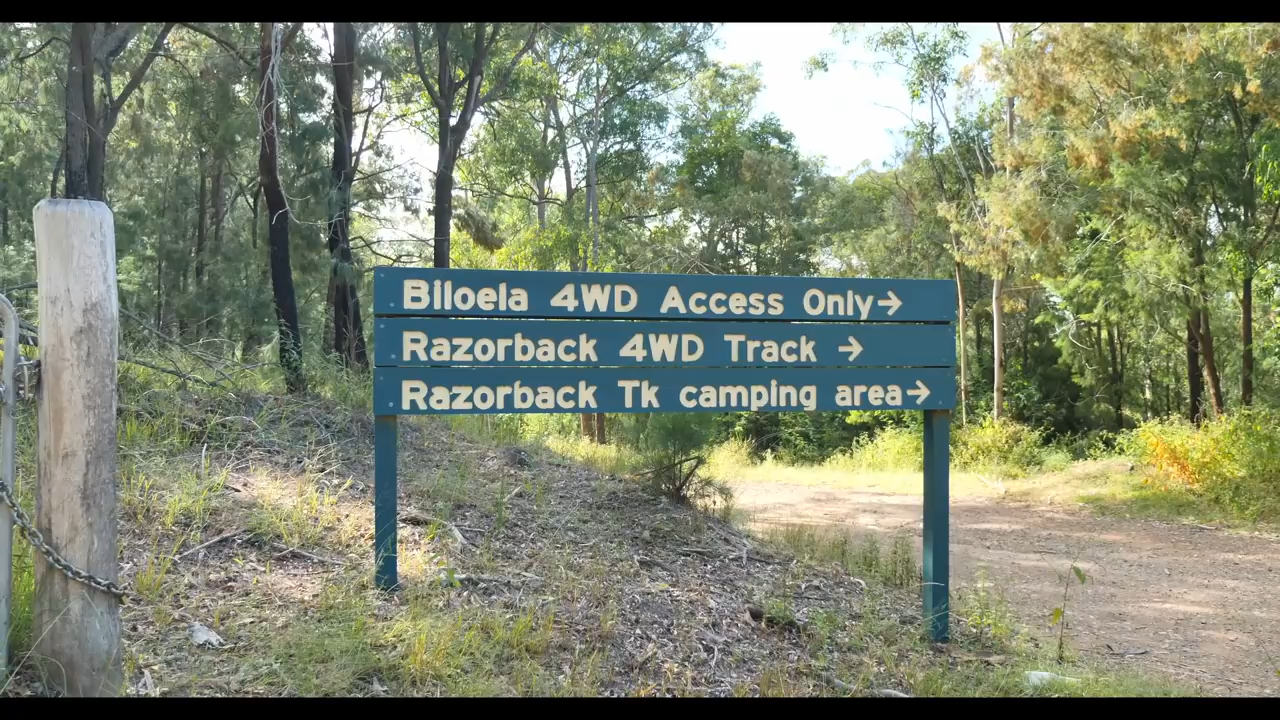 Biloela 4WD Access Only→
Razorback 4WD Track →
Razorback Tk camping area→